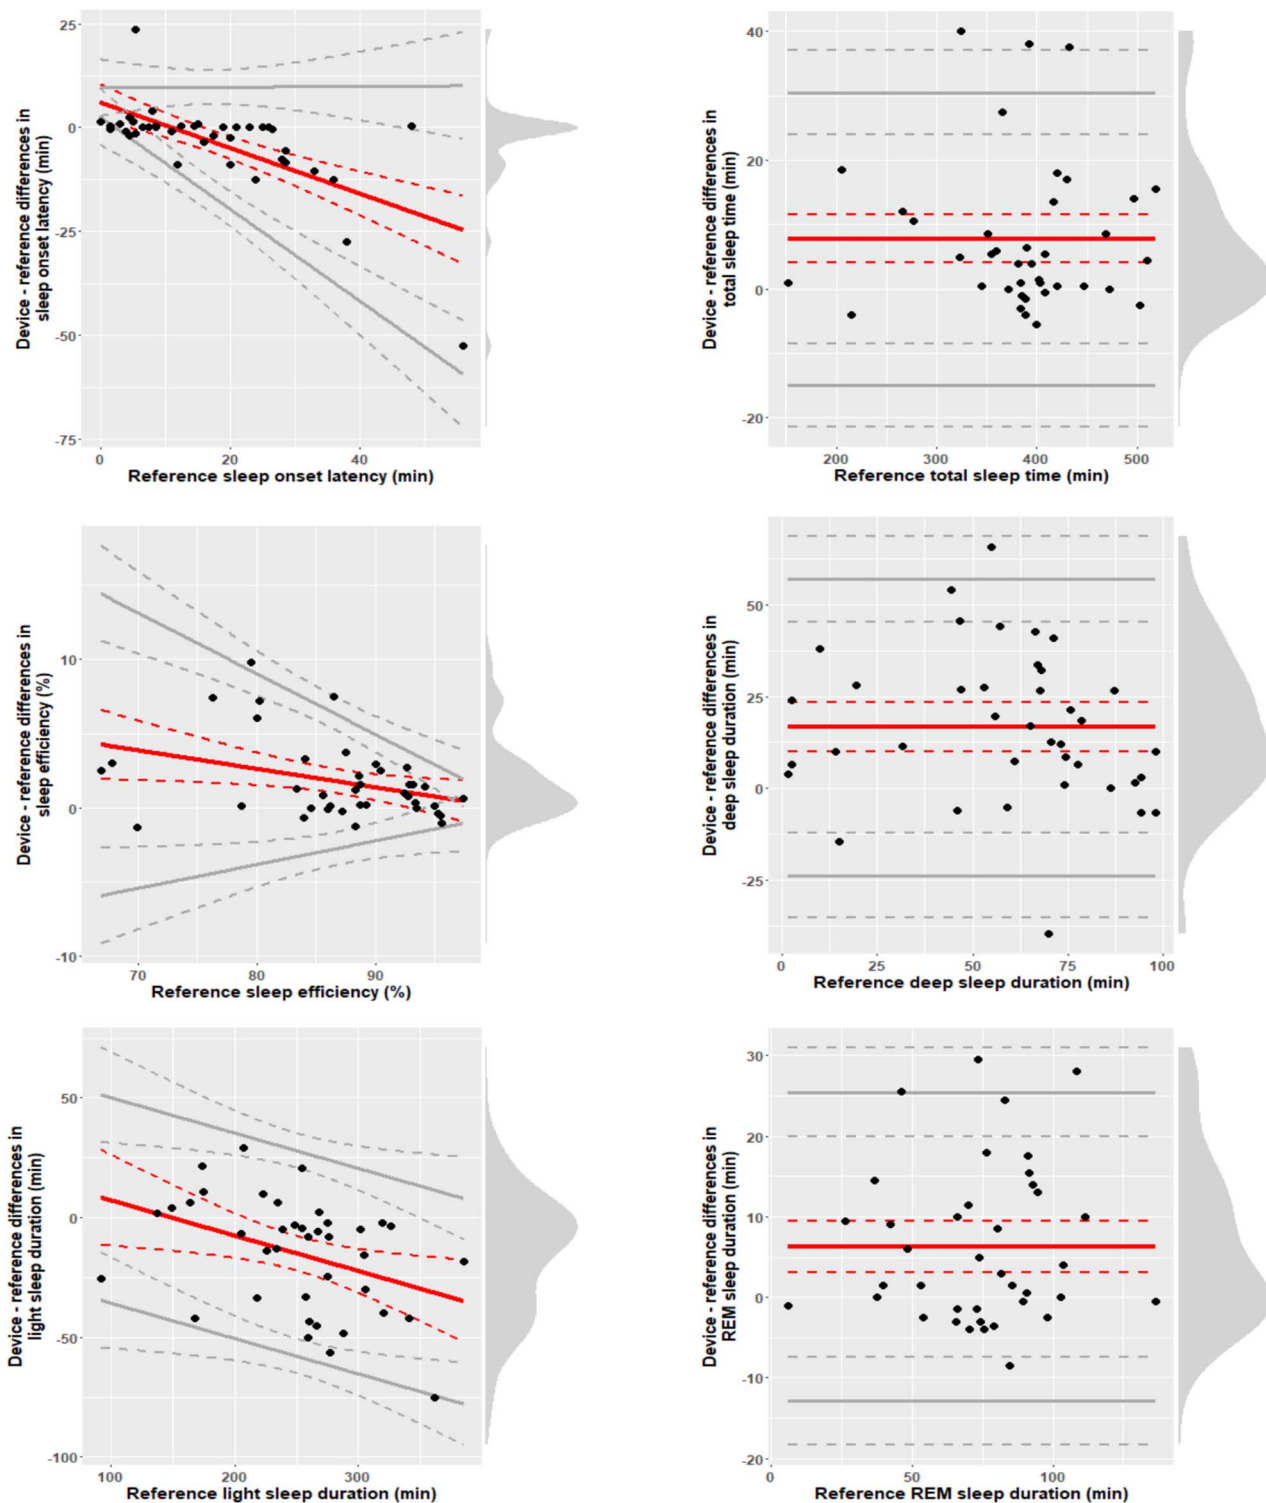 Device - reference differences in
sleep onset latency (min)
25
0
-25
-50
-75
0 20 40
Reference sleep onset latency (min)
Device - reference differences in
total sleep time (min)
40
20
0
-20
200 300 400 500
Reference total sleep time (min)
Device - reference differences in
sleep efficiency (%)
10
0
-10
70 80 90
Reference sleep efficiency (%)
Device - reference differences in
deep sleep duration (min)
50
25
0
-25
0 25 50 75 100
Reference deep sleep duration (min)
Device - reference differences in
light sleep duration (min)
50
0
-50
-100
100 200 300
Reference light sleep duration (min)
Device - reference differences in
REM sleep duration (min)
30
20
10
0
-10
-20
0 50 100
Reference REM sleep duration (min)